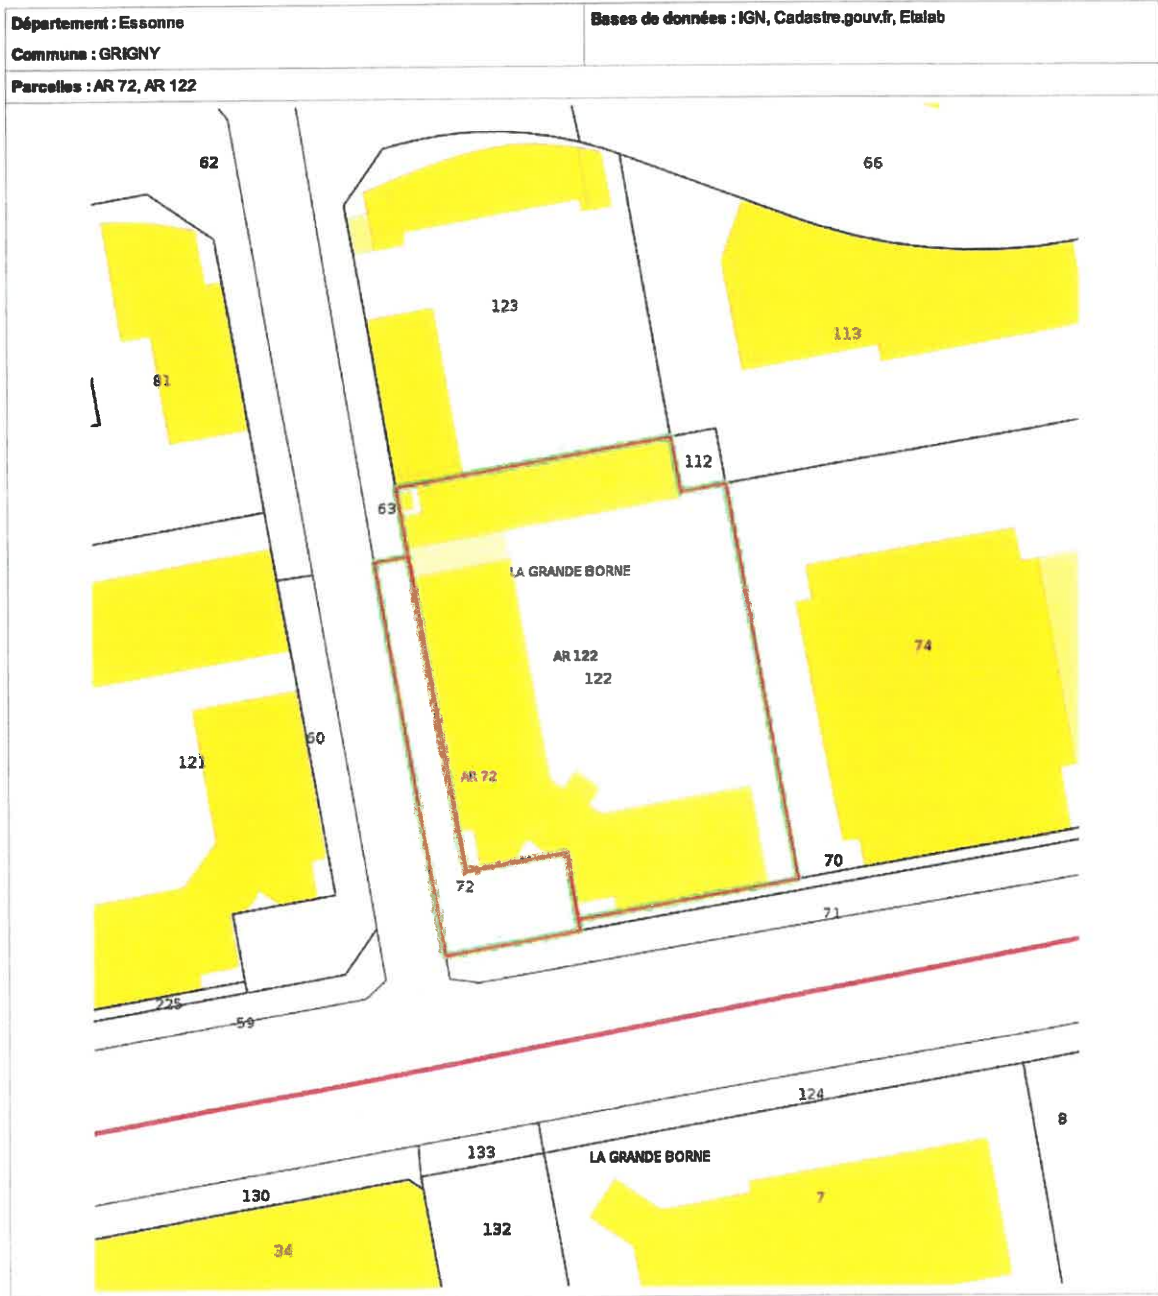 Département : Essonne
Bases de données : IGN, Cadastre.gouv.fr, Etalab
Commune : GRIGNY
Parcelles : AR 72, AR 122
62
66
123
113
81
112
63
LA GRANDE BORNE
74
AR 122
122
60
121
AR 72
70
72
71
225
59
124
8
133
LA GRANDE BORNE
130
7
132
34